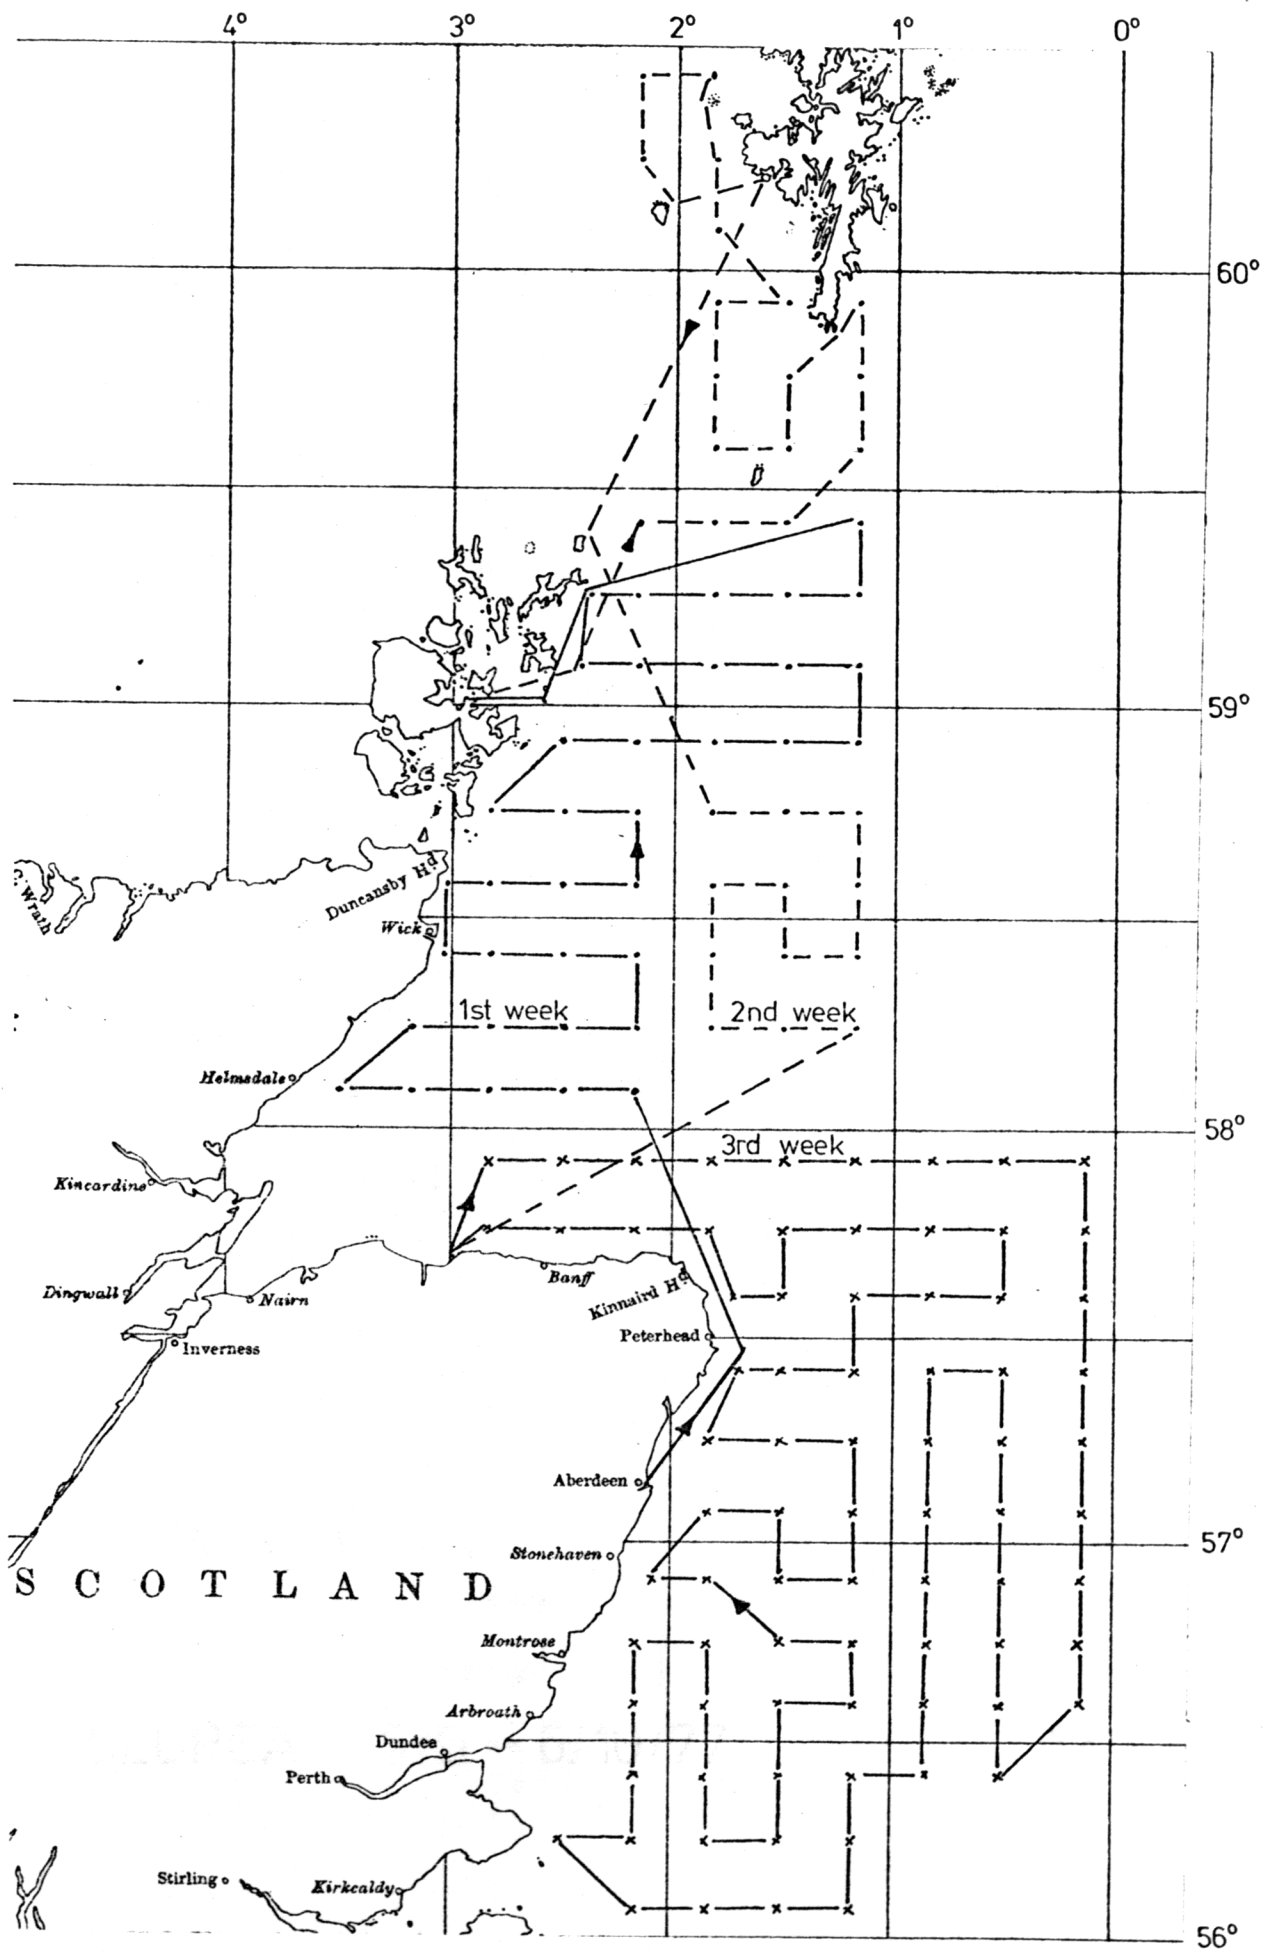 4° 3° 2° 1° 0°
60°
59°
Duncansby Hd
Wrath
Wick
1st week 2nd week
Helmsdale
58°
3rd week
Kincardine
Dingwall
Nairn
Banff
Kinnaird Hd
Peterhead
Inverness
Aberdeen
57°
Stonehaven
SCOTLAND
Montrose
Arbroath
Dundee
Perth
Stirling
Kirkcaldy
56°